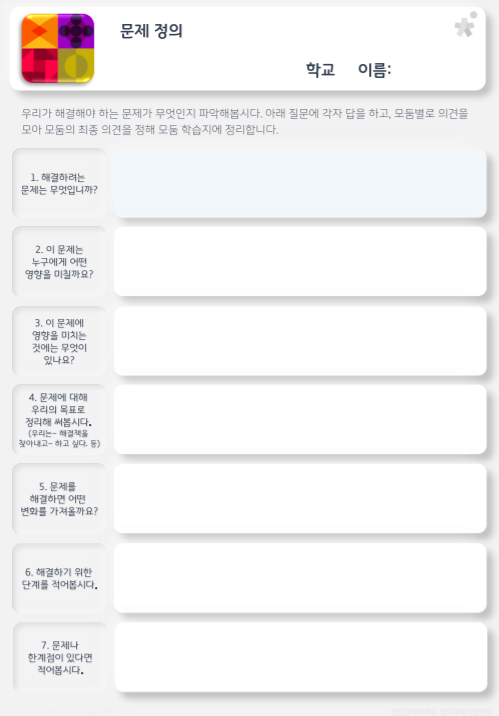 문제 정의
학교 이름:
우리가 해결해야 하는 문제가 무엇인지 파악해봅시다. 아래 질문에 각자 답을 하고, 모둠별로 의견을
모아 모둠의 최종 의견을 정해 모둠 학습지에 정리합니다.
1. 해결하려는
문제는 무엇입니까?
2. 이 문제는
누구에게 어떤
영향을 미칠까요?
3. 이 문제에
영향을 미치는
것에는 무엇이
있나요?
4. 문제에 대해
우리의 목표로
정리해 써봅시다.
(우리는~ 해결책을
찾아내고~ 하고 싶다. 등)
5. 문제를
해결하면 어떤
변화를 가져올까요?
6. 해결하기 위한
단계를 적어봅시다.
7. 문제나
한계점이 있다면
적어봅시다.